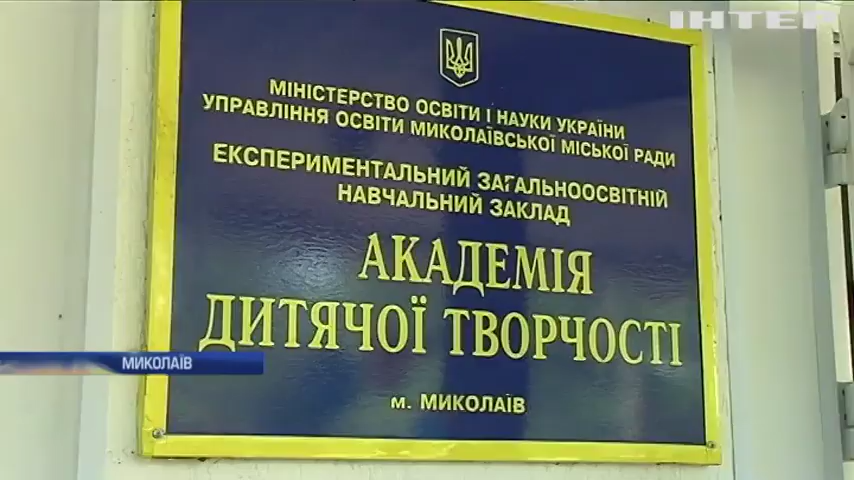 ІНТЕР
МІНІСТЕРСТВО ОСВІТИ І НАУКИ УКРАЇНИ
УПРАВЛІННЯ ОСВІТИ МИКОЛАЇВСЬКОЇ МІСЬКОЇ РАДИ
ЕКСПЕРИМЕНТАЛЬНИЙ ЗАГАЛЬНООСВІТНІЙ
НАВЧАЛЬНИЙ ЗАКЛАД
АКАДЕМІЯ
ДИТЯЧОЇ ТВОРЧОСТІ
МИКОЛАЇВ
м. МИКОЛАЇВ